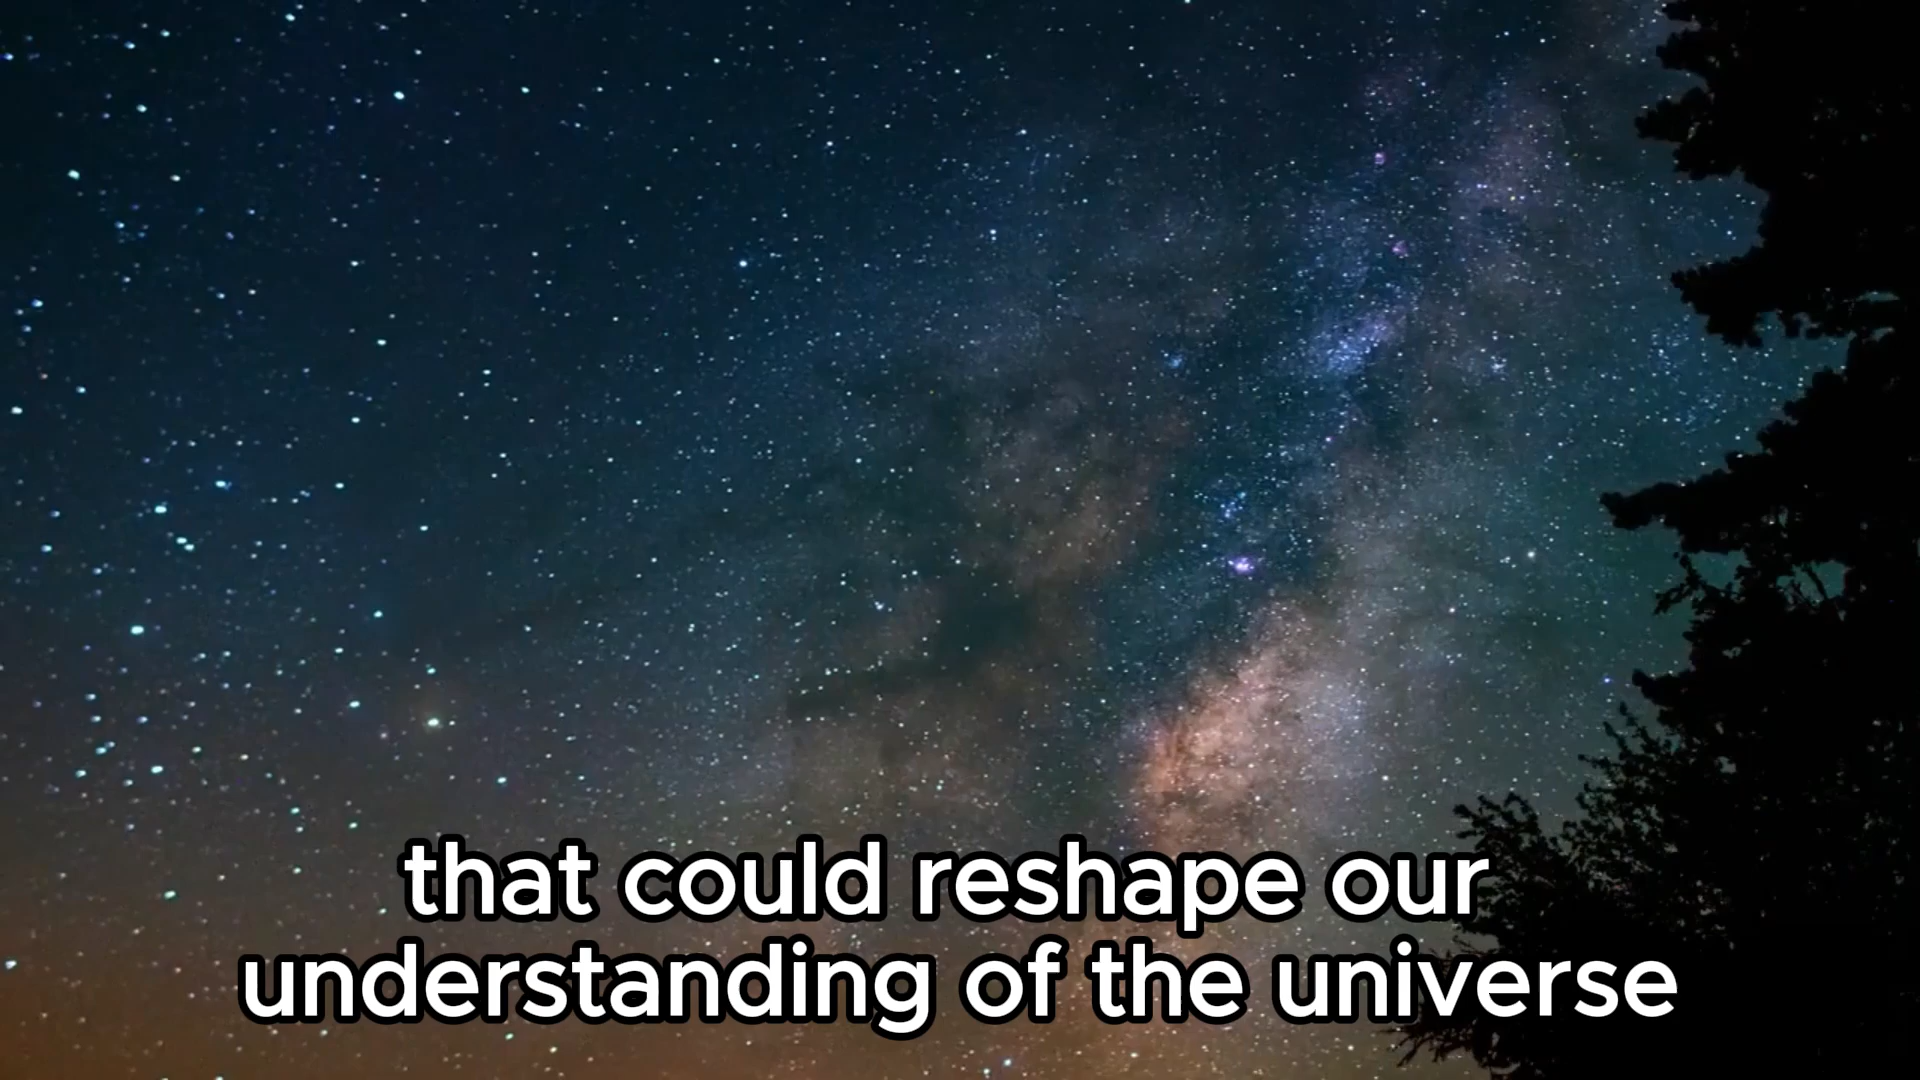 that could reshape our
understanding of the universe